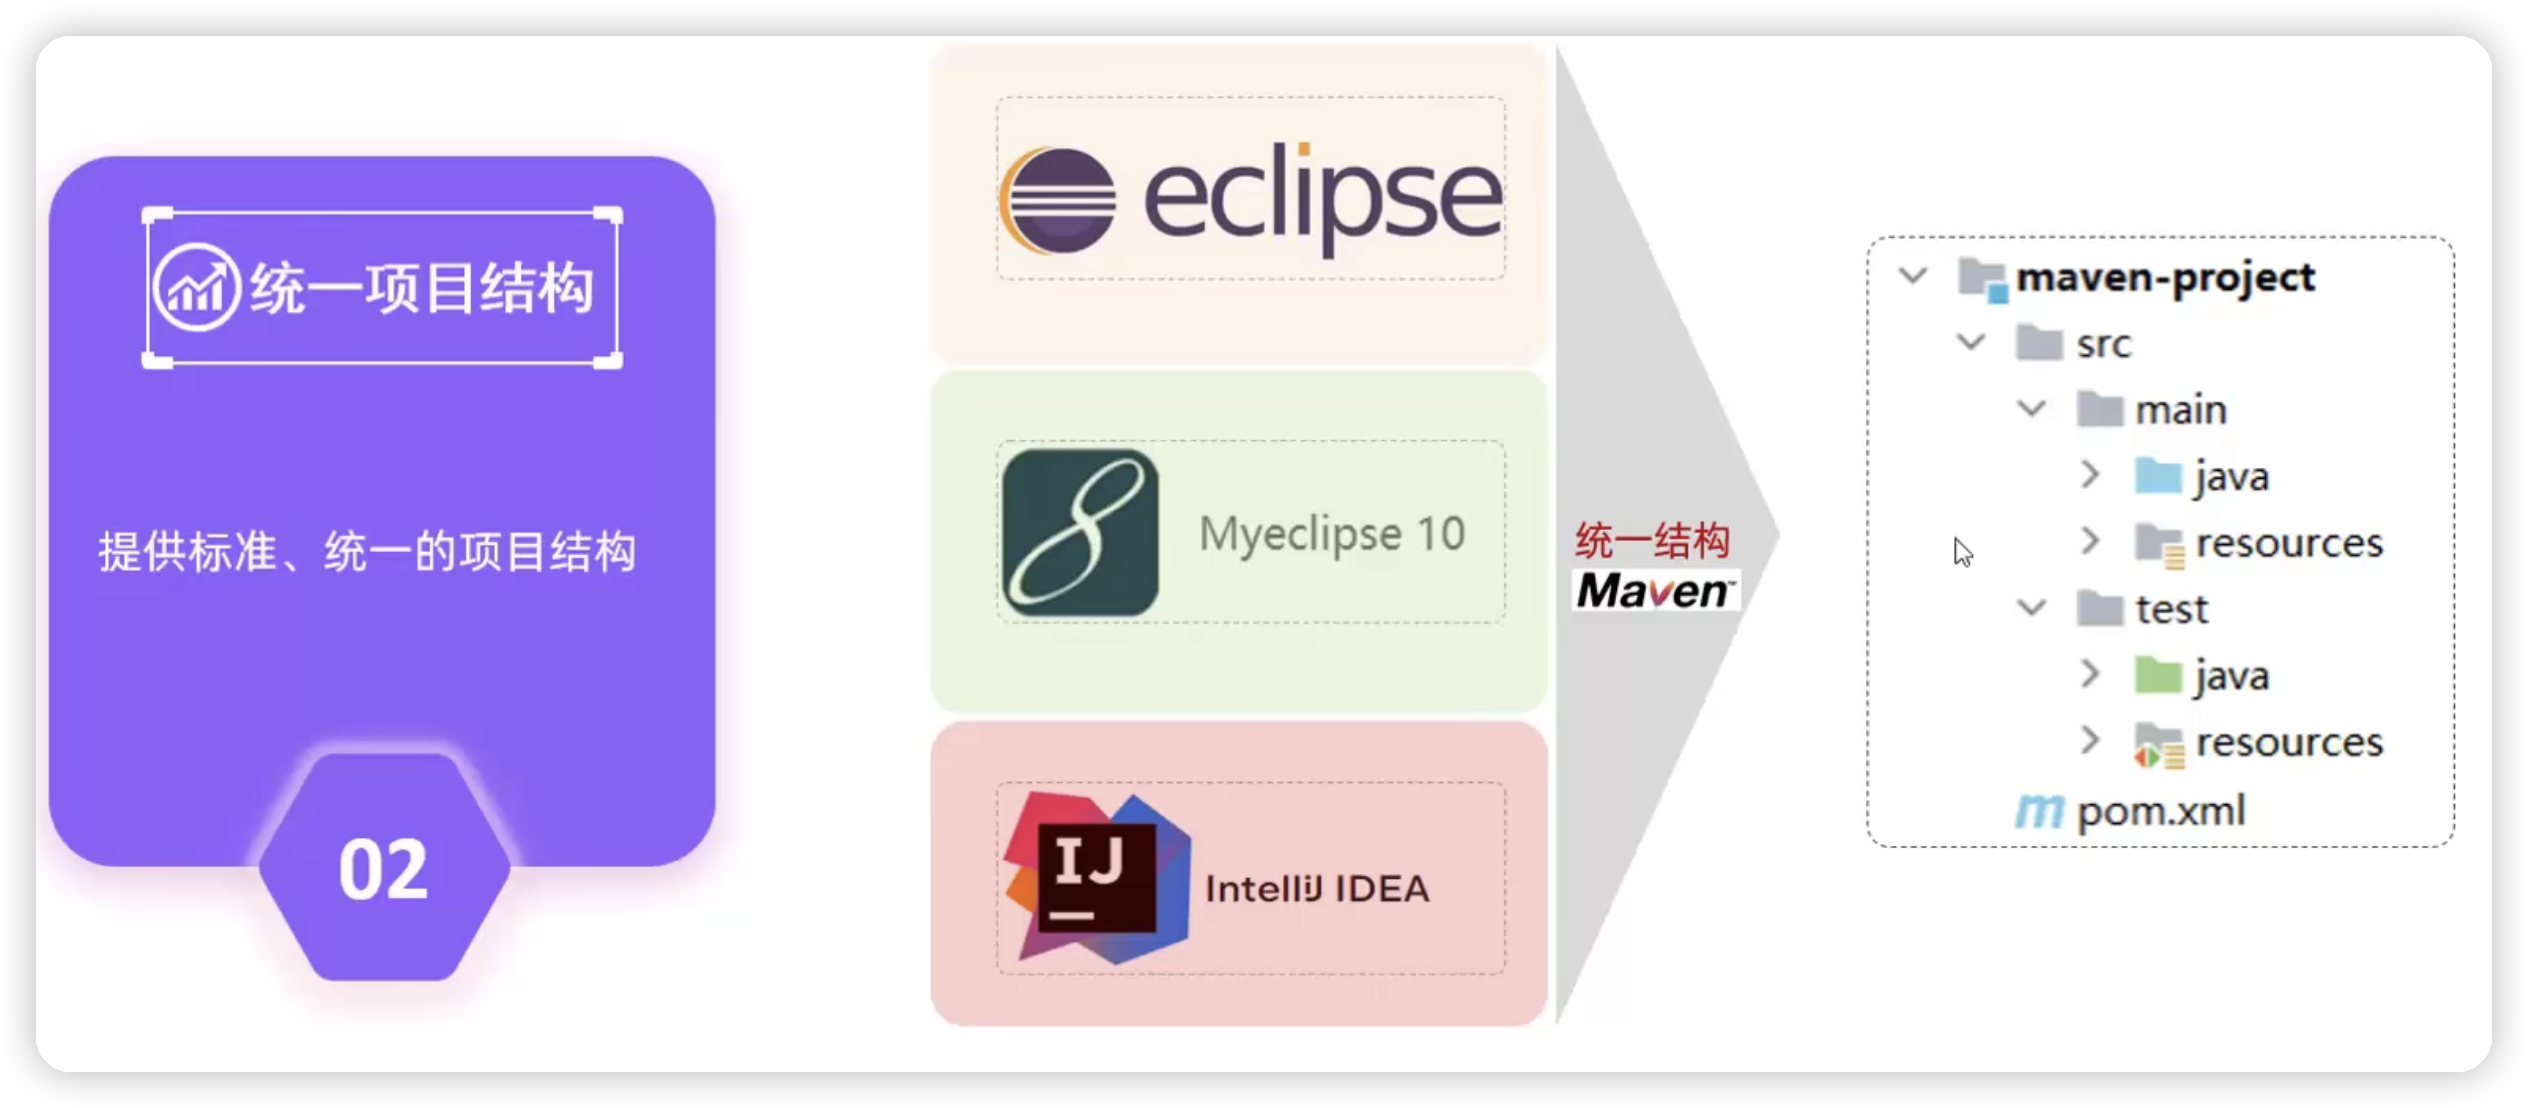 统一项目结构
提供标准、统一的项目结构
02
eclipse
Myeclipse 10
IJ
IntelliJ IDEA
统一结构
Maven™
maven-project
src
main
java
resources
test
java
resources
pom.xml